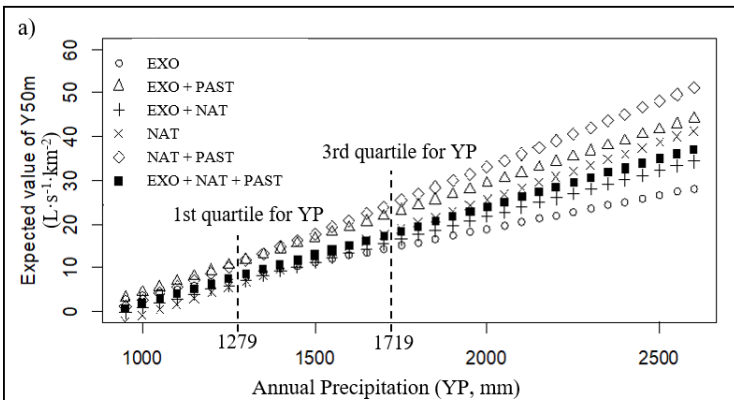 a)
Expected value of Y50m
(L·s⁻¹·km⁻²)
60
50
40
30
20
10
0
EXO
EXO + PAST
EXO + NAT
NAT
NAT + PAST
EXO + NAT + PAST
3rd quartile for YP
1st quartile for YP
1000
1279
1500
1719
2000
2500
Annual Precipitation (YP, mm)